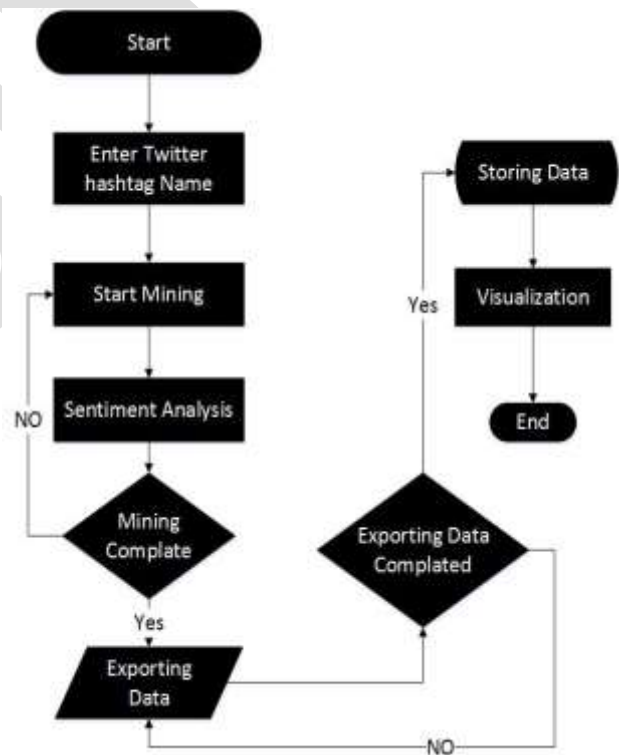 Start
Enter Twitter
hashtag Name
Start Mining
Sentiment Analysis
NO
Mining
Complate
Yes
Exporting
Data
Exporting Data
Complated
NO
Yes
Storing Data
Visualization
End